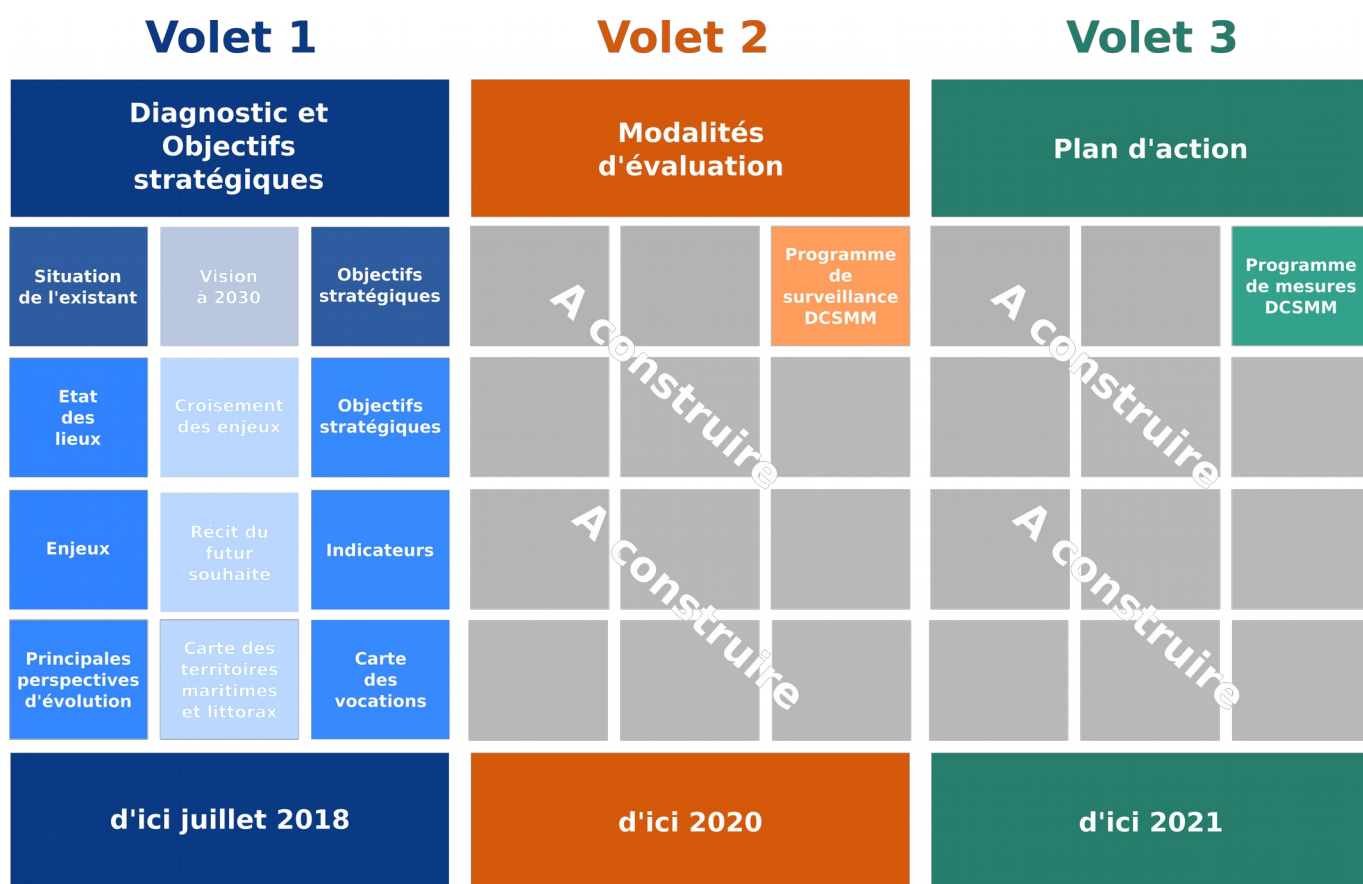 Volet 1
Volet 2
Volet 3
Diagnostic et
Objectifs
stratégiques
Modalités
d'évaluation
Plan d'action
Situation
de l'existant
Vision
à 2030
Objectifs
stratégiques
Programme
de
surveillance
DCSMM
Programme
de mesures
DCSMM
A construire
A construire
Etat
des
lieux
Croisement
des enjeux
Objectifs
stratégiques
Enjeux
Récit du
futur
souhaité
Indicateurs
A construire
A construire
Principales
perspectives
d'évolution
Carte des
territoires
maritimes
et littorax
Carte
des
vocations
d'ici juillet 2018
d'ici 2020
d'ici 2021